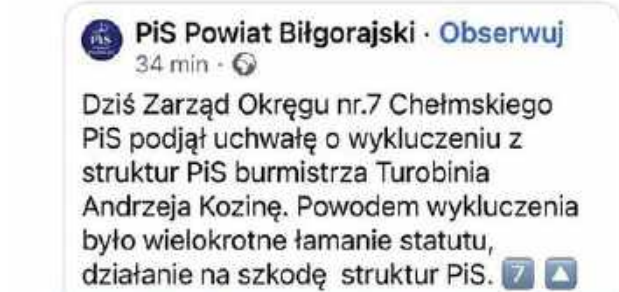 PiS Powiat Biłgorajski · Obserwuj
34 min ·
Dziś Zarząd Okręgu nr.7 Chełmskiego
PiS podjął uchwałę o wykluczeniu z
struktur PiS burmistrza Turobinia
Andrzeja Kozinę. Powodem wykluczenia
było wielokrotne łamanie statutu,
działanie na szkodę struktur PiS. 7️⃣ 🔼